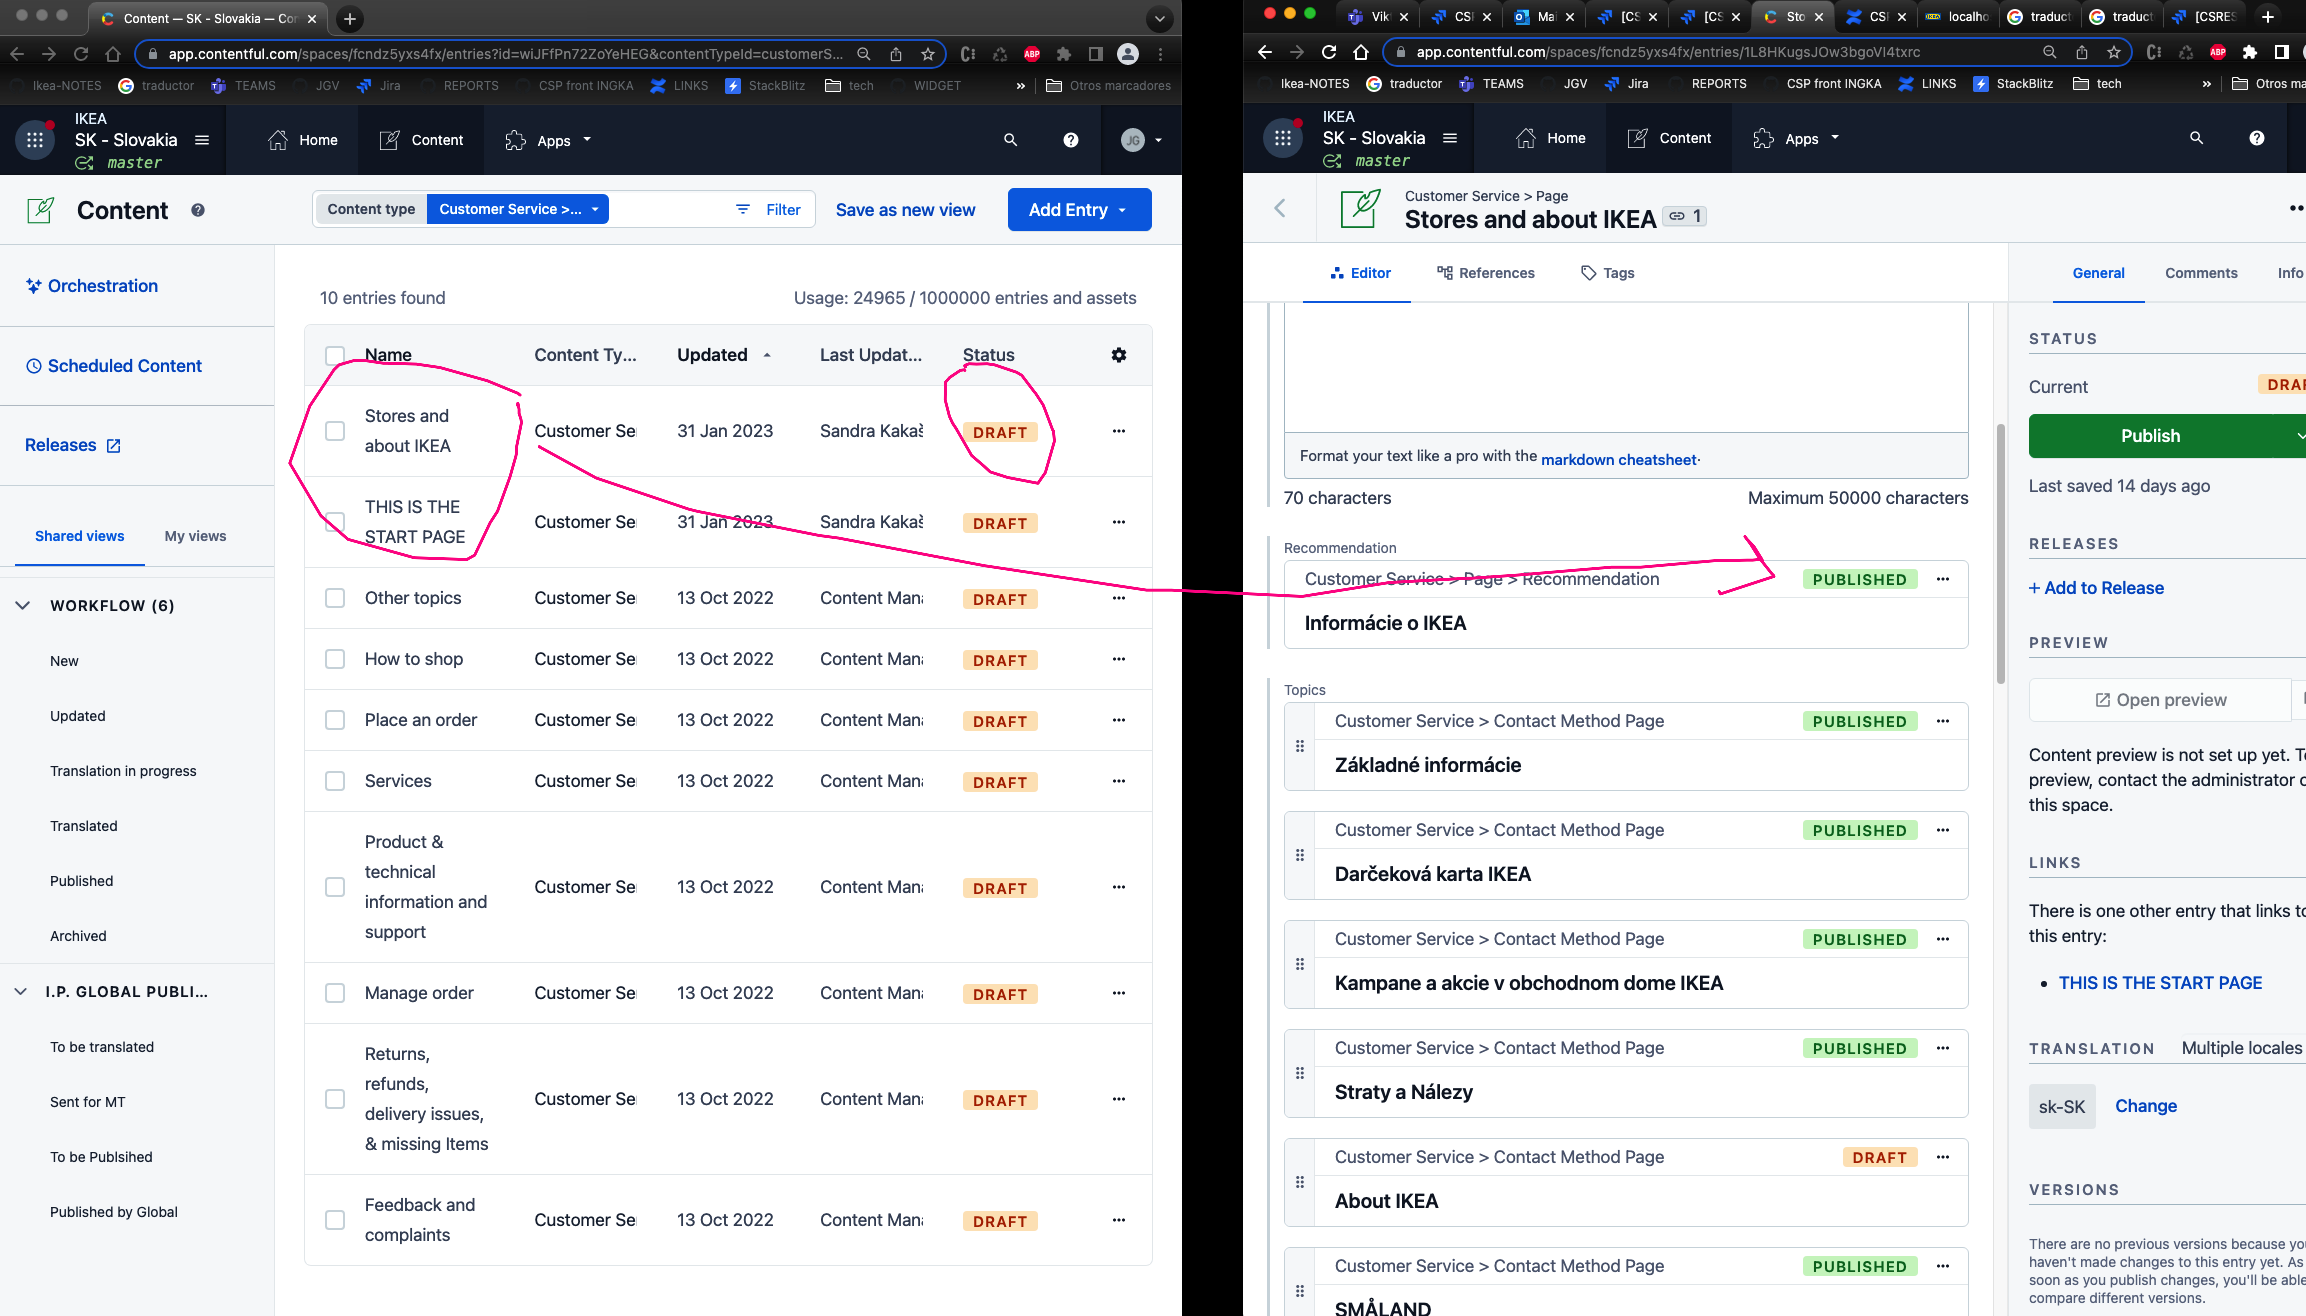 Content — SK - Slovakia — Co
app.contentful.com/spaces/fcndz5yxs4fx/entries?id=wiJFfPn72ZoYeHEG&contentTypeId=customerS...
Ikea-NOTES
traductor
TEAMS
JGV
Jira
REPORTS
CSP front INGKA
LINKS
StackBlitz
tech
WIDGET
»
Otros marcadores
IKEA
SK - Slovakia
master
Home
Content
Apps
JG
Content
Content type
Customer Service >...
Filter
Save as new view
Add Entry
Orchestration
Scheduled Content
Releases
Shared views
My views
WORKFLOW (6)
New
Updated
Translation in progress
Translated
Published
Archived
I.P. GLOBAL PUBLI...
To be translated
Sent for MT
To be Publsihed
Published by Global
10 entries found
Usage: 24965 / 1000000 entries and assets
Name
Content Ty...
Updated
Last Updat...
Status
Stores and
about IKEA
Customer Se
31 Jan 2023
Sandra Kakaš
DRAFT
THIS IS THE
START PAGE
Customer Se
31 Jan 2023
Sandra Kakaš
DRAFT
Other topics
Customer Se
13 Oct 2022
Content Mana
DRAFT
How to shop
Customer Se
13 Oct 2022
Content Mana
DRAFT
Place an order
Customer Se
13 Oct 2022
Content Mana
DRAFT
Services
Customer Se
13 Oct 2022
Content Mana
DRAFT
Product &
technical
information and
support
Customer Se
13 Oct 2022
Content Mana
DRAFT
Manage order
Customer Se
13 Oct 2022
Content Mana
DRAFT
Returns,
refunds,
delivery issues,
& missing Items
Customer Se
13 Oct 2022
Content Mana
DRAFT
Feedback and
complaints
Customer Se
13 Oct 2022
Content Mana
DRAFT
Vik
CS
Mai
[CS
[CS
Sto
CS
localho
traduct
traduct
[CSRES
app.contentful.com/spaces/fcndz5yxs4fx/entries/1L8HKugsJOw3bgoVI4txrc
ABP
Ikea-NOTES
traductor
TEAMS
JGV
Jira
REPORTS
CSP front INGKA
LINKS
StackBlitz
tech
»
Otros ma
IKEA
SK - Slovakia
master
Home
Content
Apps
Customer Service > Page
Stores and about IKEA
1
Editor
References
Tags
Format your text like a pro with the markdown cheatsheet.
70 characters
Maximum 50000 characters
Recommendation
Customer Service > Page > Recommendation
PUBLISHED
Informácie o IKEA
Topics
Customer Service > Contact Method Page
PUBLISHED
Základné informácie
Customer Service > Contact Method Page
PUBLISHED
Darčeková karta IKEA
Customer Service > Contact Method Page
PUBLISHED
Kampane a akcie v obchodnom dome IKEA
Customer Service > Contact Method Page
PUBLISHED
Straty a Nálezy
Customer Service > Contact Method Page
DRAFT
About IKEA
Customer Service > Contact Method Page
PUBLISHED
SMÅLAND
General
Comments
Info
STATUS
Current
DRAF
Publish
Last saved 14 days ago
RELEASES
+ Add to Release
PREVIEW
Open preview
Content preview is not set up yet. T
preview, contact the administrator o
this space.
LINKS
There is one other entry that links to
this entry:
• THIS IS THE START PAGE
TRANSLATION
Multiple locales
sk-SK
Change
VERSIONS
There are no previous versions because you
haven't made changes to this entry yet. As
soon as you publish changes, you'll be able
compare different versions.